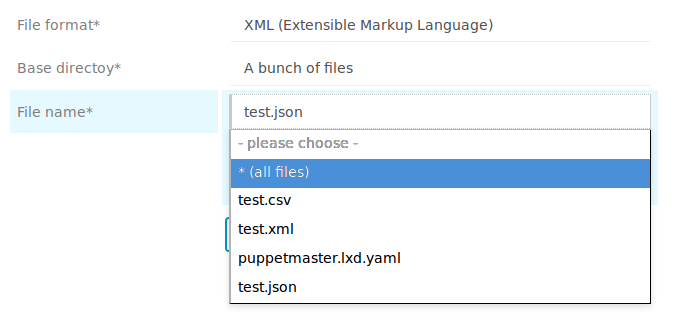 File format* XML (Extensible Markup Language)
Base directoy* A bunch of files
File name* test.json
- please choose -
* (all files)
test.csv
test.xml
puppetmaster.lxd.yaml
test.json